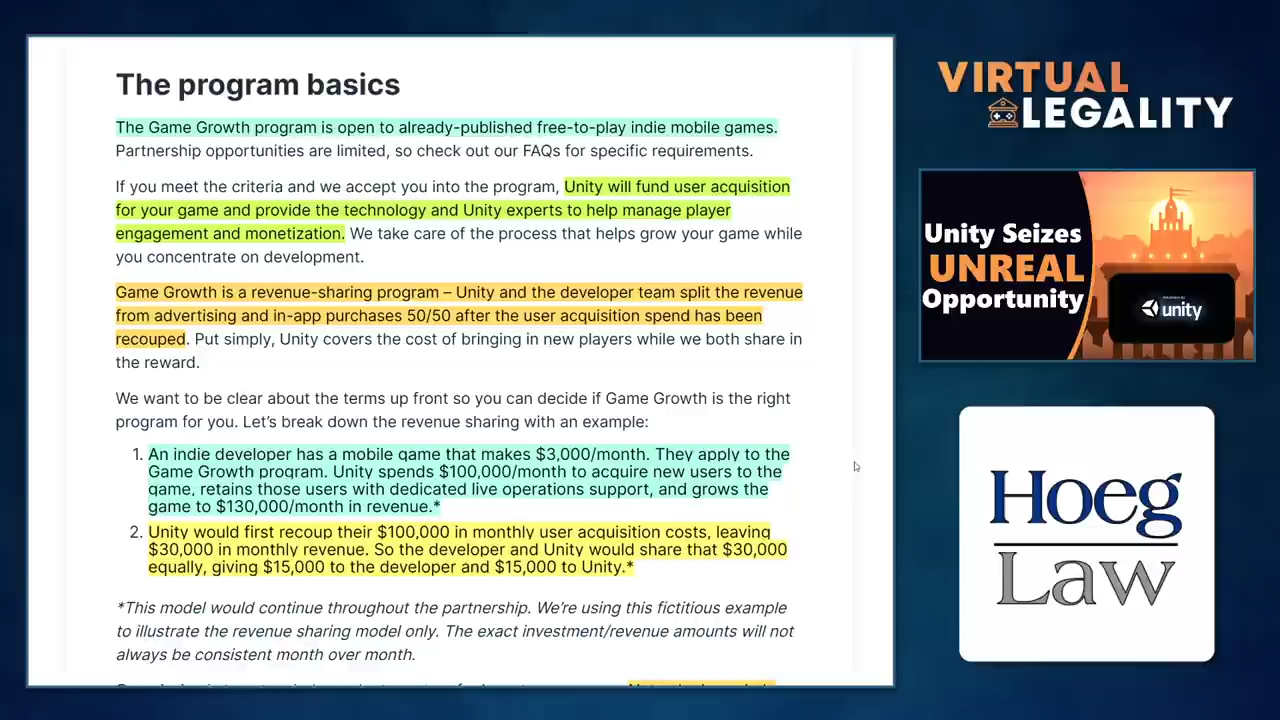 The program basics
The Game Growth program is open to already-published free-to-play indie mobile games.
Partnership opportunities are limited, so check out our FAQs for specific requirements.
If you meet the criteria and we accept you into the program, Unity will fund user acquisition
for your game and provide the technology and Unity experts to help manage player
engagement and monetization. We take care of the process that helps grow your game while
you concentrate on development.
Game Growth is a revenue-sharing program – Unity and the developer team split the revenue
from advertising and in-app purchases 50/50 after the user acquisition spend has been
recouped. Put simply, Unity covers the cost of bringing in new players while we both share in
the reward.
We want to be clear about the terms up front so you can decide if Game Growth is the right
program for you. Let's break down the revenue sharing with an example:
1. An indie developer has a mobile game that makes $3,000/month. They apply to the
Game Growth program. Unity spends $100,000/month to acquire new users to the
game, retains those users with dedicated live operations support, and grows the
game to $130,000/month in revenue.*
2. Unity would first recoup their $100,000 in monthly user acquisition costs, leaving
$30,000 in monthly revenue. So the developer and Unity would share that $30,000
equally, giving $15,000 to the developer and $15,000 to Unity.*
*This model would continue throughout the partnership. We're using this fictitious example
to illustrate the revenue sharing model only. The exact investment/revenue amounts will not
always be consistent month over month.
VIRTUAL
LEGALITY
Unity Seizes
UNREAL
Opportunity
unity
Hoeg
Law